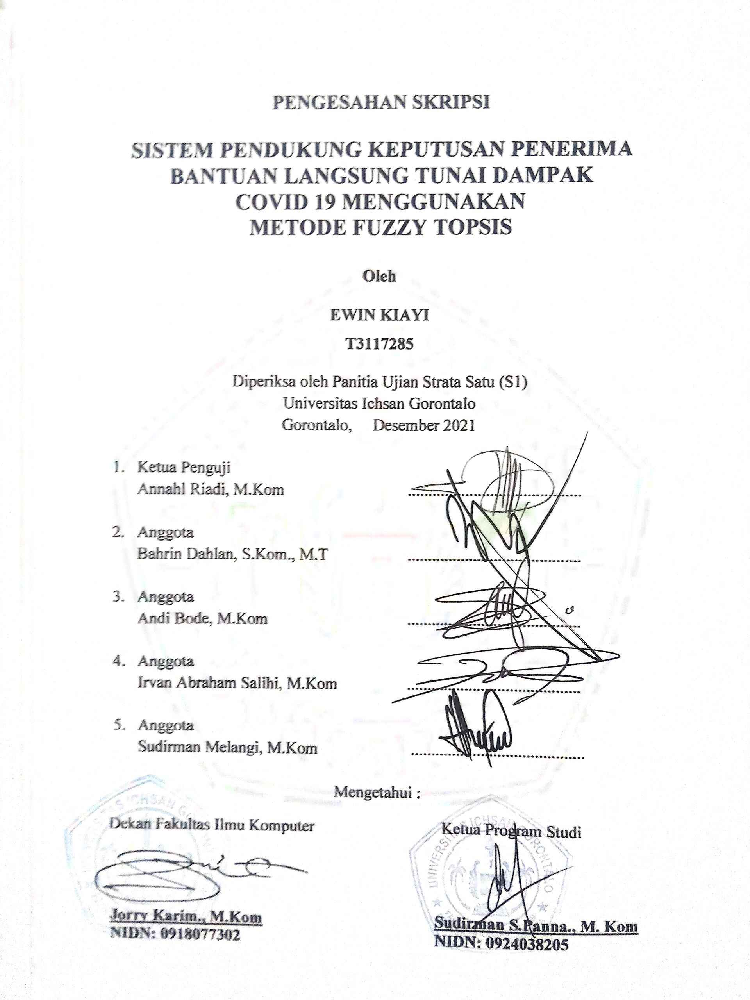 PENGESAHAN SKRIPSI
SISTEM PENDUKUNG KEPUTUSAN PENERIMA
BANTUAN LANGSUNG TUNAI DAMPAK
COVID 19 MENGGUNAKAN
METODE FUZZY TOPSIS
Oleh
EWIN KIAYI
T3117285
Diperiksa oleh Panitia Ujian Strata Satu (S1)
Universitas Ichsan Gorontalo
Gorontalo, Desember 2021
1. Ketua Penguji
Annahl Riadi, M.Kom
2. Anggota
Bahrin Dahlan, S.Kom., M.T
3. Anggota
Andi Bode, M.Kom
4. Anggota
Irvan Abraham Salihi, M.Kom
5. Anggota
Sudirman Melangi, M.Kom
Mengetahui :
Dekan Fakultas Ilmu Komputer
Jorry Karim., M.Kom
NIDN: 0918077302
Ketua Program Studi
UNIVERSITAS ICHSAN GORONTALO
Sudirman S.Panna., M. Kom
NIDN: 0924038205